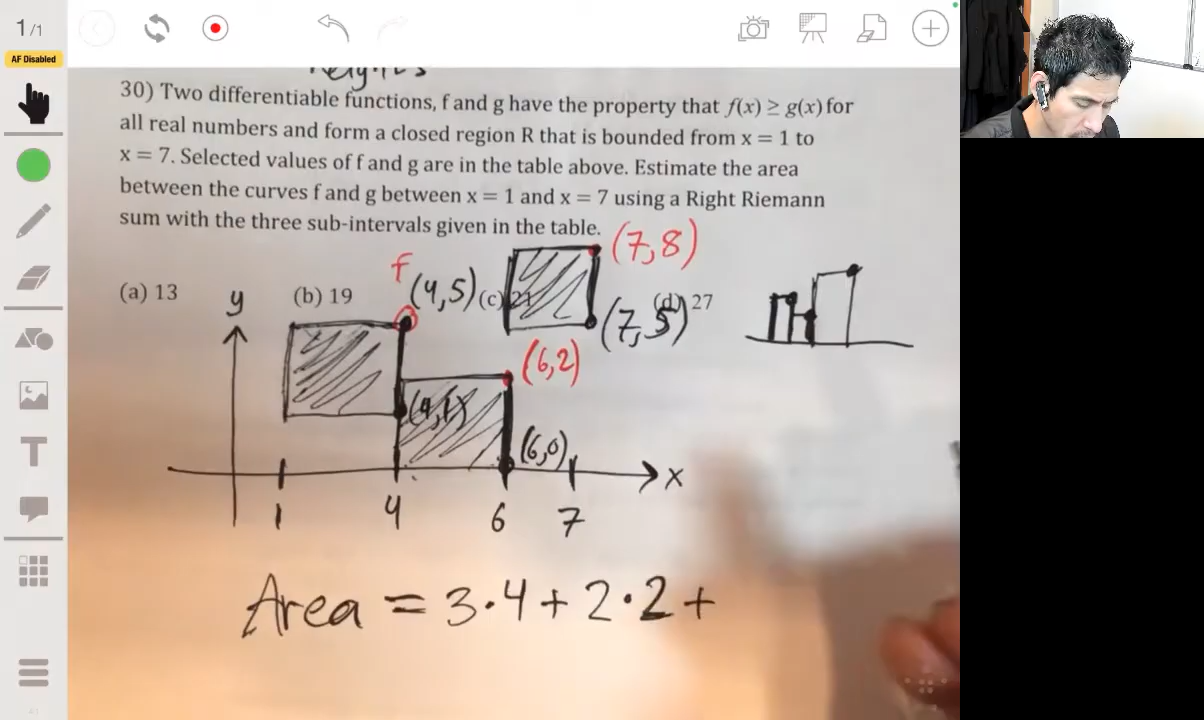 1/1
AF Disabled
heights
30) Two differentiable functions, f and g have the property that f(x) ≥ g(x) for
all real numbers and form a closed region R that is bounded from x = 1 to
x = 7. Selected values of f and g are in the table above. Estimate the area
between the curves f and g between x = 1 and x = 7 using a Right Riemann
sum with the three sub-intervals given in the table.
(7,8)
f
(a) 13
y
(b) 19
(4,5)
(c) 21
(7,5)
(d) 27
(6,2)
(4,1)
(6,0)
x
1
4
6
7
Area = 3·4 + 2·2 +
T